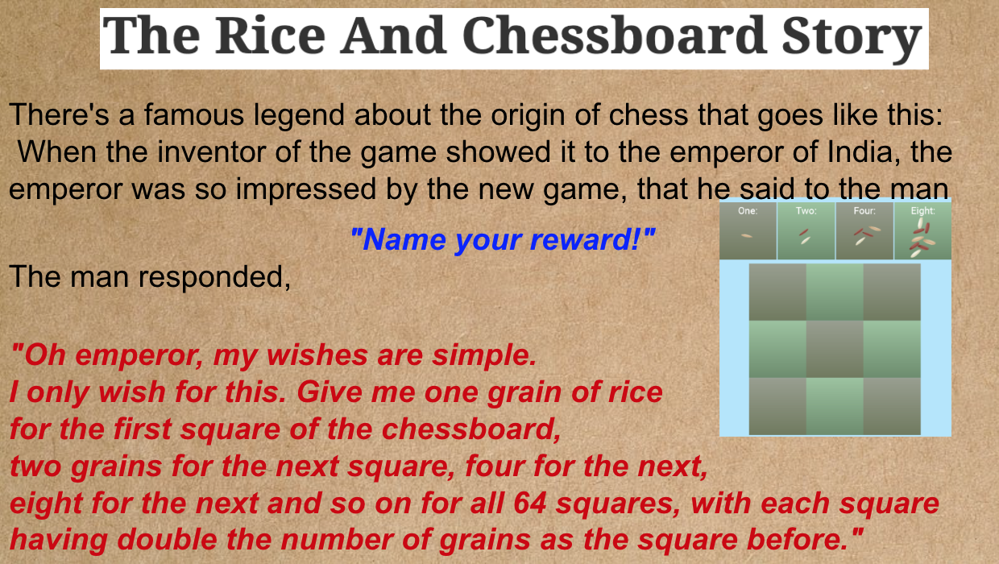 The Rice And Chessboard Story
There's a famous legend about the origin of chess that goes like this:
When the inventor of the game showed it to the emperor of India, the
emperor was so impressed by the new game, that he said to the man
"Name your reward!"
The man responded,
One: Two: Four: Eight:
"Oh emperor, my wishes are simple.
I only wish for this. Give me one grain of rice
for the first square of the chessboard,
two grains for the next square, four for the next,
eight for the next and so on for all 64 squares, with each square
having double the number of grains as the square before."